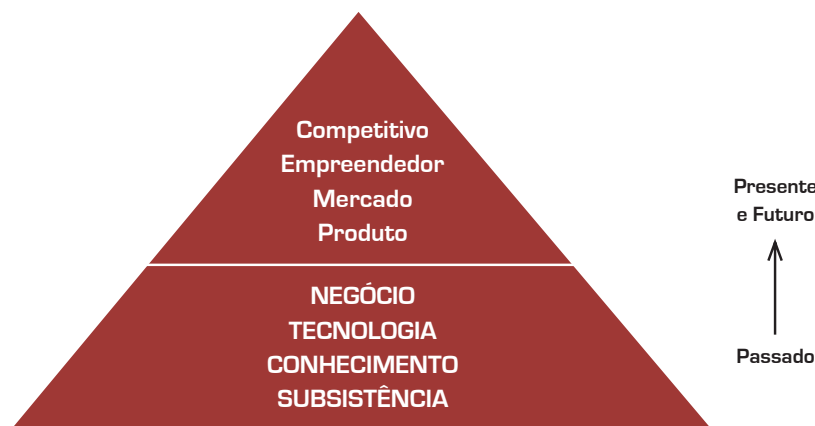 Competitivo
Empreendedor
Mercado
Produto
NEGÓCIO
TECNOLOGIA
CONHECIMENTO
SUBSISTÊNCIA
Presente
e Futuro
Passado